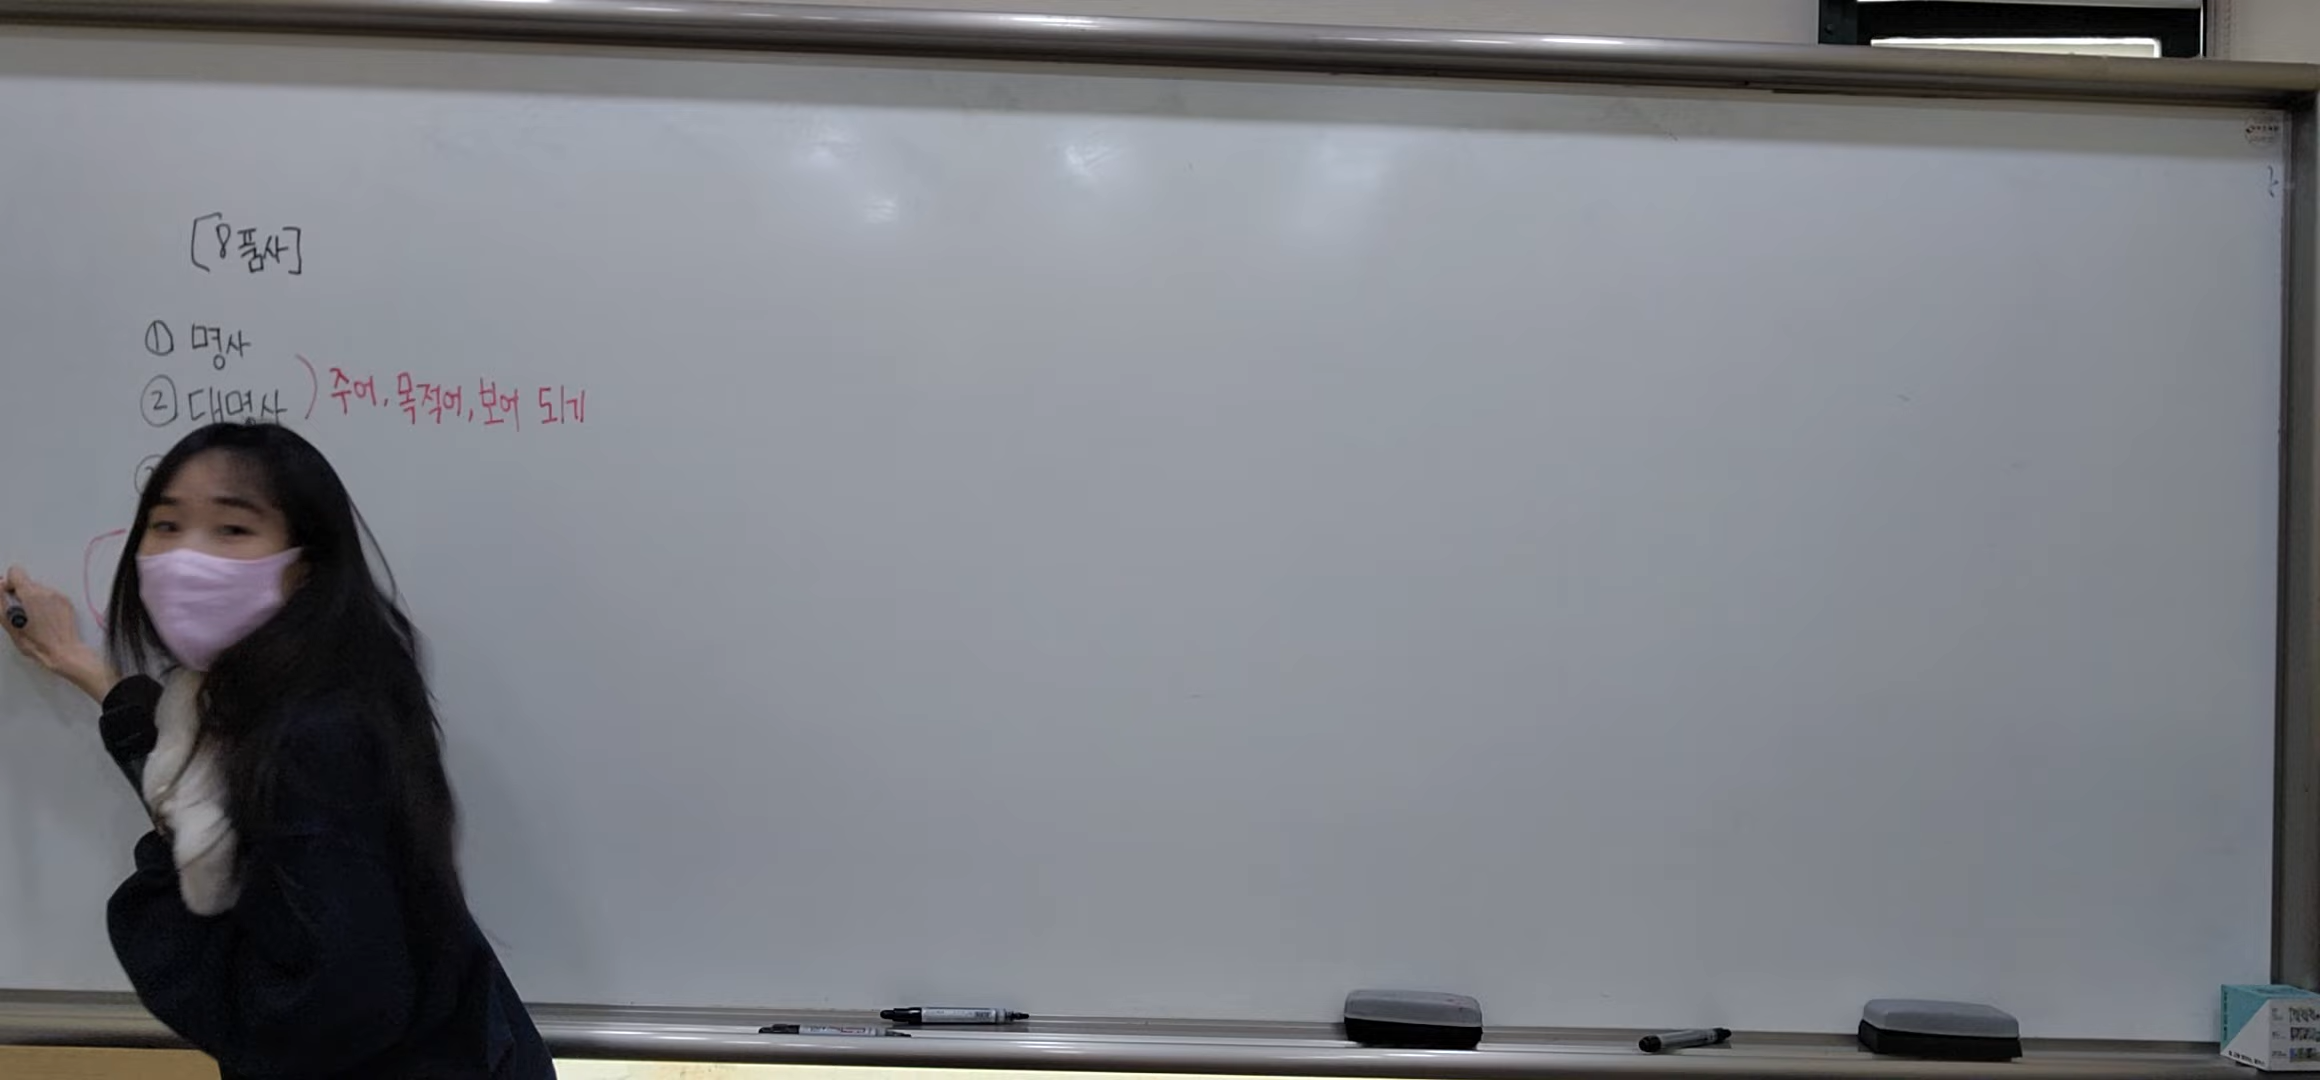 [8품사]
① 명사
② 대명사
주어, 목적어, 보어 되기